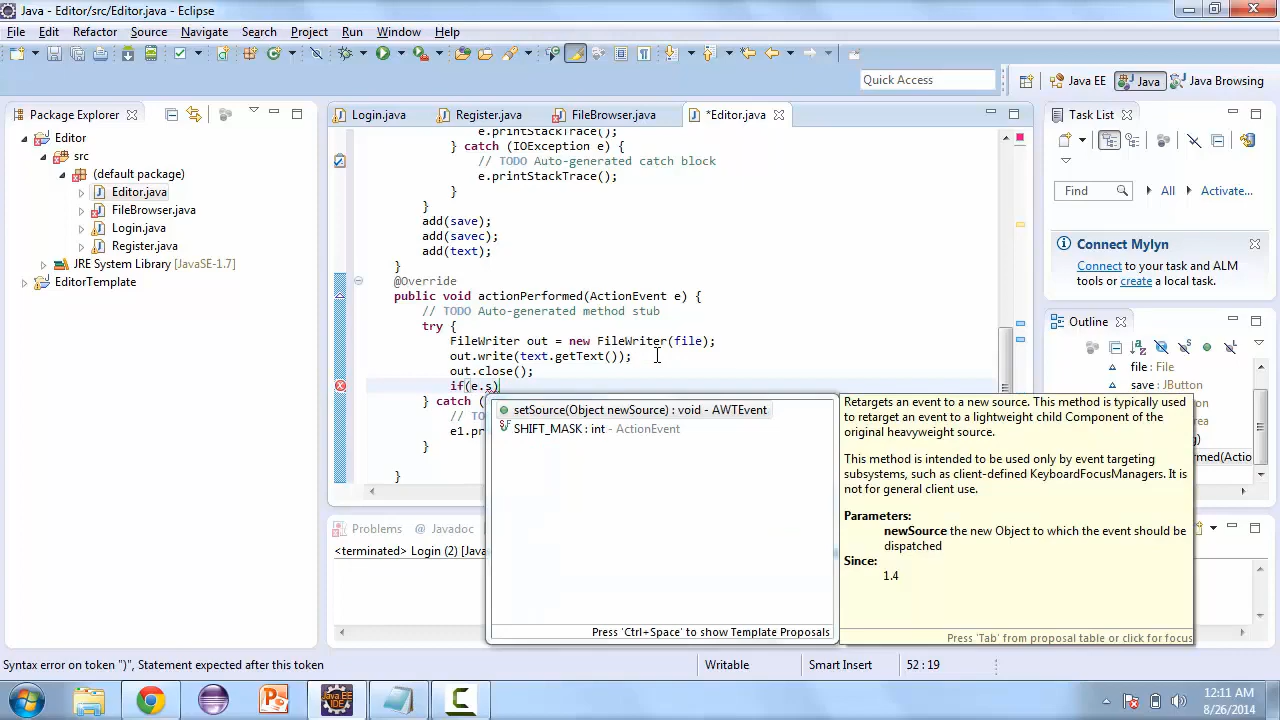 Java - Editor/src/Editor.java - Eclipse
File Edit Refactor Source Navigate Search Project Run Window Help
Quick Access
Java EE
Java
Java Browsing
Package Explorer
Editor
src
(default package)
Editor.java
FileBrowser.java
Login.java
Register.java
JRE System Library [JavaSE-1.7]
EditorTemplate
Login.java
Register.java
FileBrowser.java
*Editor.java
e.printStackTrace();
} catch (IOException e) {
// TODO Auto-generated catch block
e.printStackTrace();
}
}
add(save);
add(savec);
add(text);
}
@Override
public void actionPerformed(ActionEvent e) {
// TODO Auto-generated method stub
try {
FileWriter out = new FileWriter(file);
out.write(text.getText());
out.close();
if(e.s)
} catch (
// TO
e1.pr
}
}
setSource(Object newSource) : void - AWTEvent
SHIFT_MASK : int - ActionEvent
Press 'Ctrl+Space' to show Template Proposals
Retargets an event to a new source. This method is typically used
to retarget an event to a lightweight child Component of the
original heavyweight source.
This method is intended to be used only by event targeting
subsystems, such as client-defined KeyboardFocusManagers. It is
not for general client use.
Parameters:
newSource the new Object to which the event should be
dispatched
Since:
1.4
Press 'Tab' from proposal table or click for focus
Task List
Find
All
Activate...
Connect Mylyn
Connect to your task and ALM
tools or create a local task.
Outline
file : File
save : JButton
Problems
Javadoc
<terminated> Login (2) [Java
Syntax error on token ")", Statement expected after this token
Writable
Smart Insert
52 : 19
12:11 AM
8/26/2014